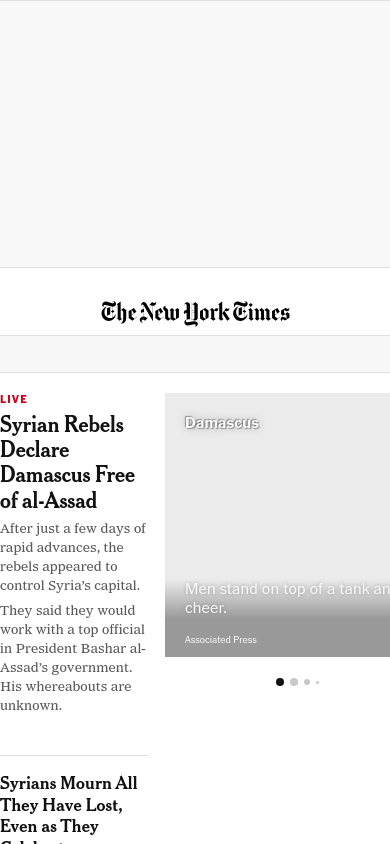 The New York Times
LIVE
Syrian Rebels
Declare
Damascus Free
of al-Assad
After just a few days of
rapid advances, the
rebels appeared to
control Syria’s capital.
They said they would
work with a top official
in President Bashar al-
Assad’s government.
His whereabouts are
unknown.
Damascus
Men stand on top of a tank an
cheer.
Associated Press
Syrians Mourn All
They Have Lost,
Even as They